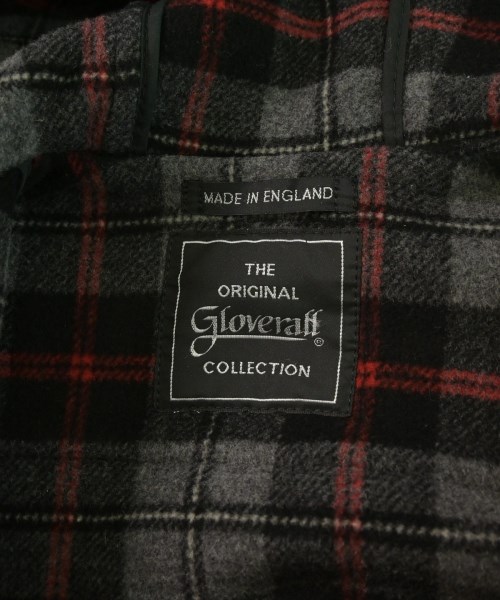 MADE IN ENGLAND
THE
ORIGINAL
Gloverall®
COLLECTION